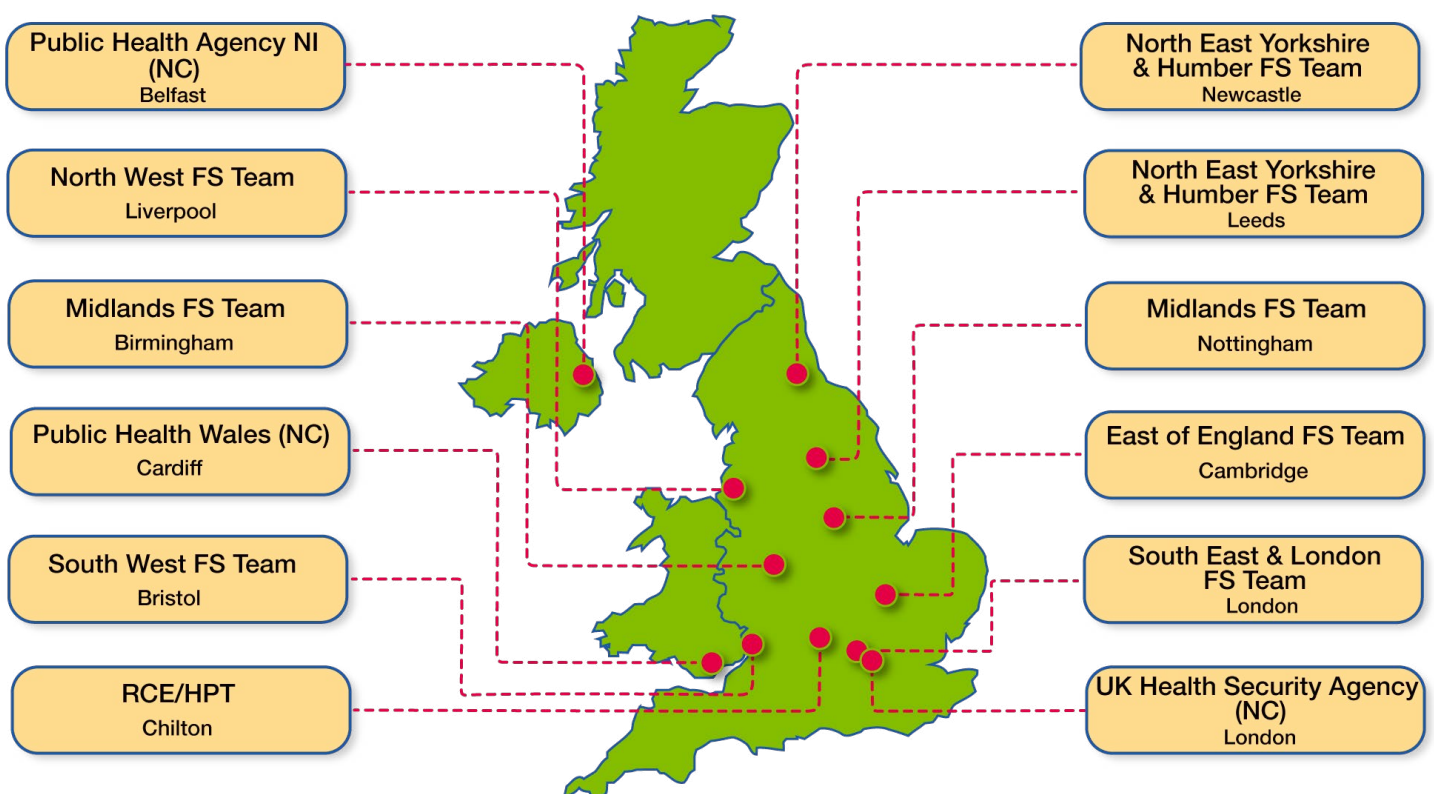 Public Health Agency NI
(NC)
Belfast
North West FS Team
Liverpool
Midlands FS Team
Birmingham
Public Health Wales (NC)
Cardiff
South West FS Team
Bristol
RCE/HPT
Chilton
North East Yorkshire
& Humber FS Team
Newcastle
North East Yorkshire
& Humber FS Team
Leeds
Midlands FS Team
Nottingham
East of England FS Team
Cambridge
South East & London
FS Team
London
UK Health Security Agency
(NC)
London